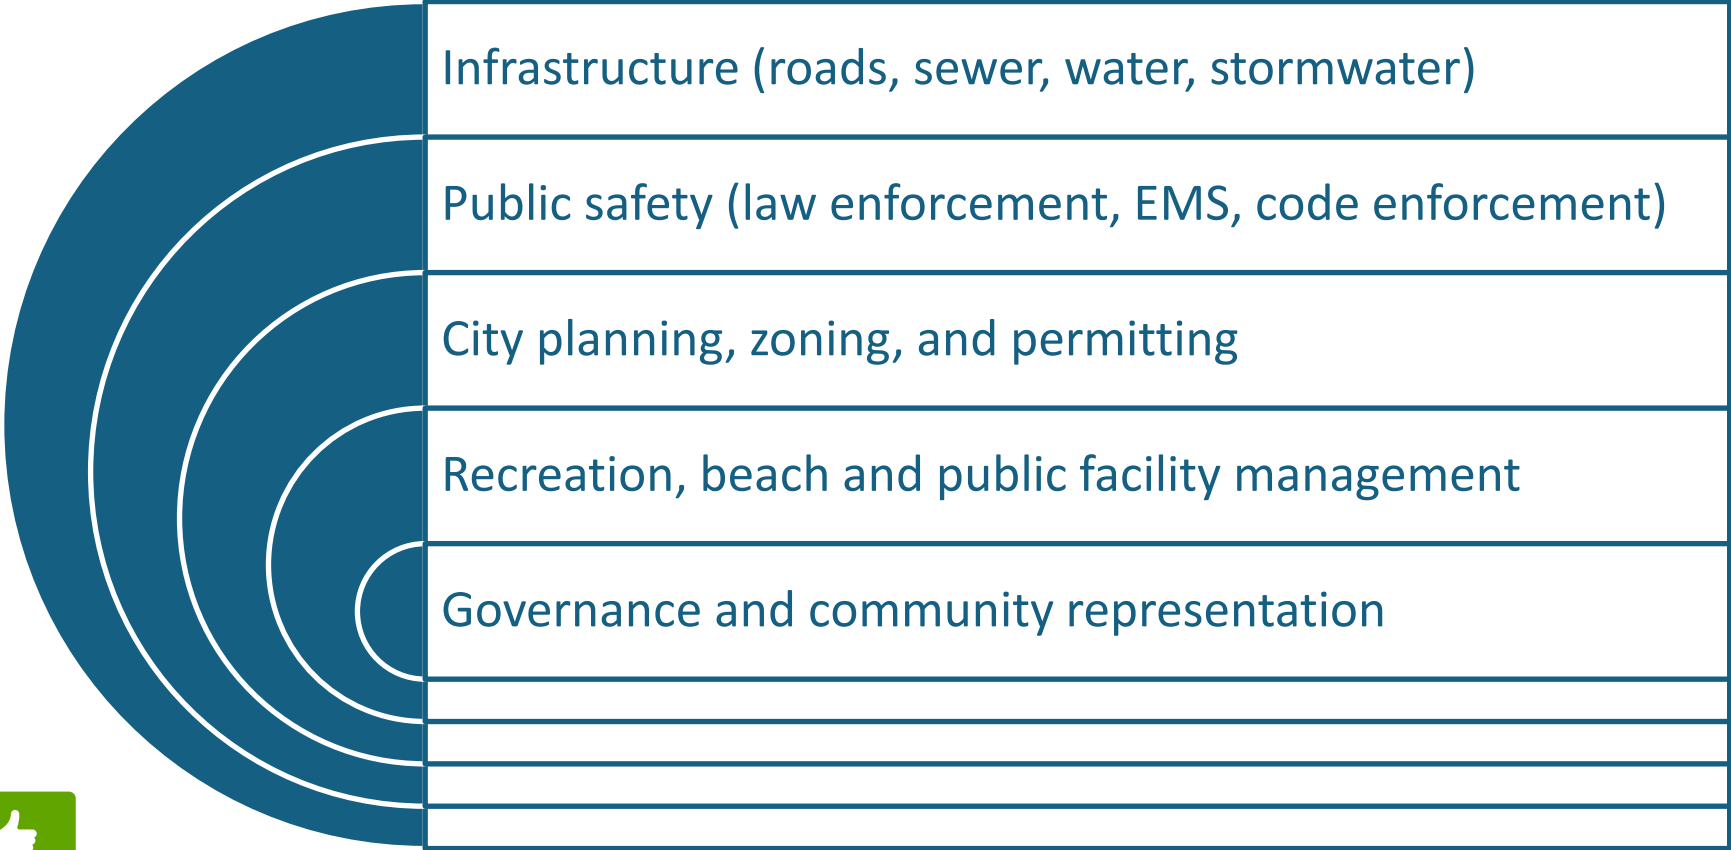 Infrastructure (roads, sewer, water, stormwater)
Public safety (law enforcement, EMS, code enforcement)
City planning, zoning, and permitting
Recreation, beach and public facility management
Governance and community representation